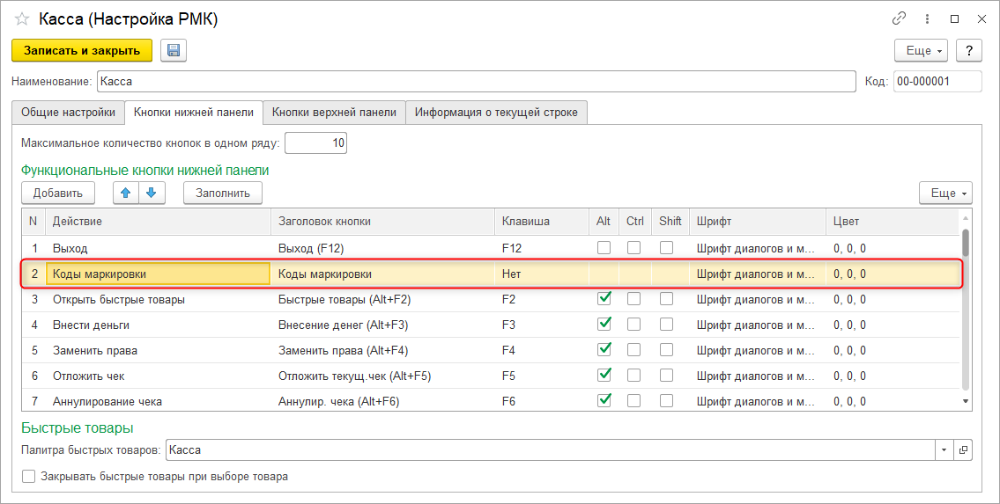 Касса (Настройка РМК)
Записать и закрыть Еще ?
Наименование: Касса Код: 00-000001
Общие настройки Кнопки нижней панели Кнопки верхней панели Информация о текущей строке
Максимальное количество кнопок в одном ряду: 10
Функциональные кнопки нижней панели
Добавить Заполнить Еще
N Действие Заголовок кнопки Клавиша Alt Ctrl Shift Шрифт Цвет
1 Выход Выход (F12) F12 Шрифт диалогов и м... 0, 0, 0
2 Коды маркировки Коды маркировки Нет Шрифт диалогов и м... 0, 0, 0
3 Открыть быстрые товары Быстрые товары (Alt+F2) F2 Шрифт диалогов и м... 0, 0, 0
4 Внести деньги Внесение денег (Alt+F3) F3 Шрифт диалогов и м... 0, 0, 0
5 Заменить права Заменить права (Alt+F4) F4 Шрифт диалогов и м... 0, 0, 0
6 Отложить чек Отложить текущ.чек (Alt+F5) F5 Шрифт диалогов и м... 0, 0, 0
7 Аннулирование чека Аннулир. чека (Alt+F6) F6 Шрифт диалогов и м... 0, 0, 0
Быстрые товары
Палитра быстрых товаров: Касса
Закрывать быстрые товары при выборе товара